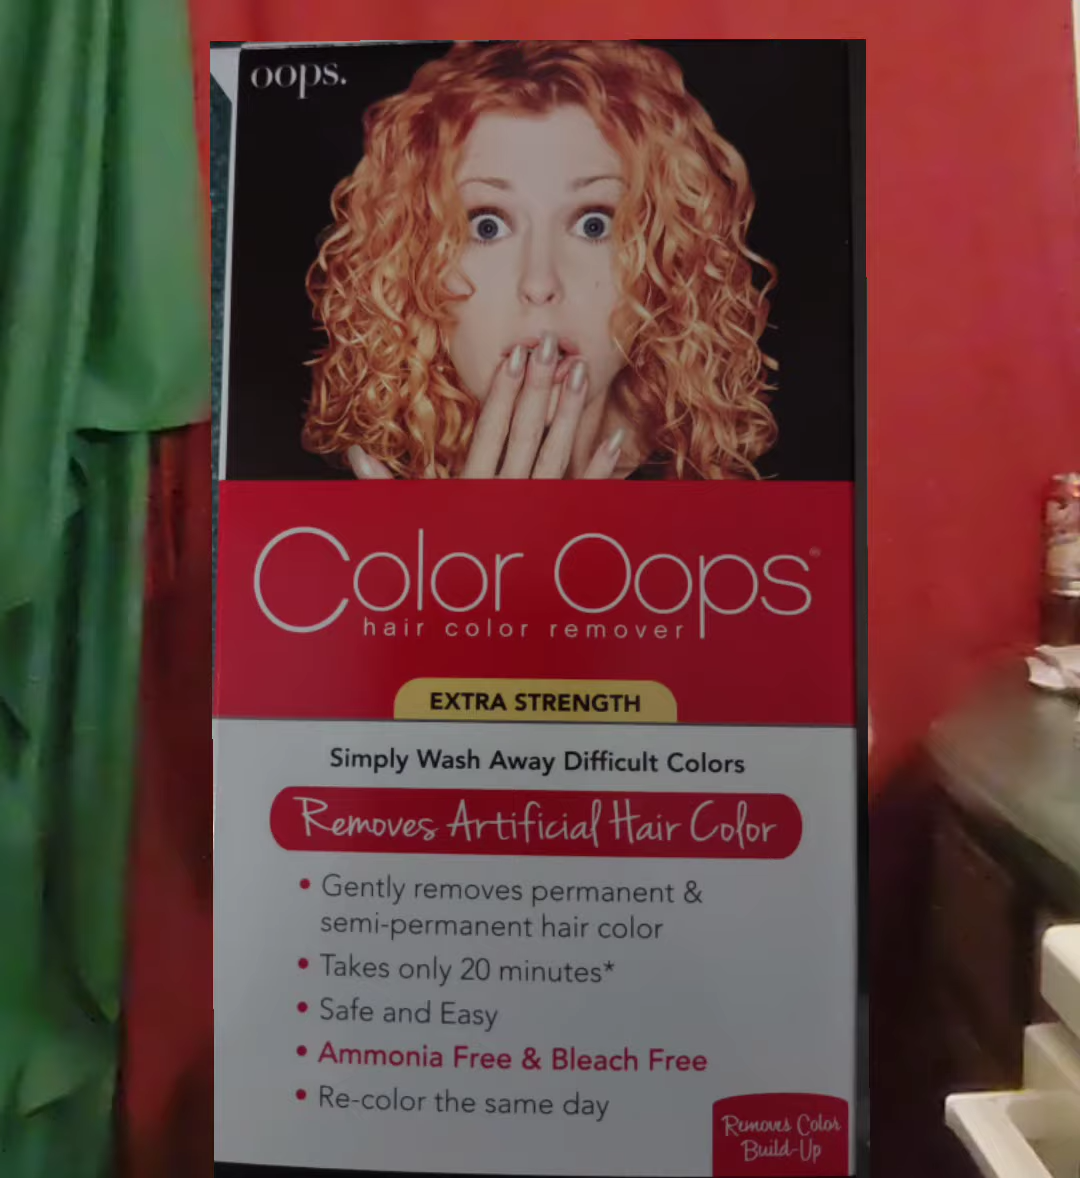 oops.
Color Oops®
hair color remover
EXTRA STRENGTH
Simply Wash Away Difficult Colors
Removes Artificial Hair Color
• Gently removes permanent &
semi-permanent hair color
• Takes only 20 minutes*
• Safe and Easy
• Ammonia Free & Bleach Free
• Re-color the same day
Removes Color
Build-Up